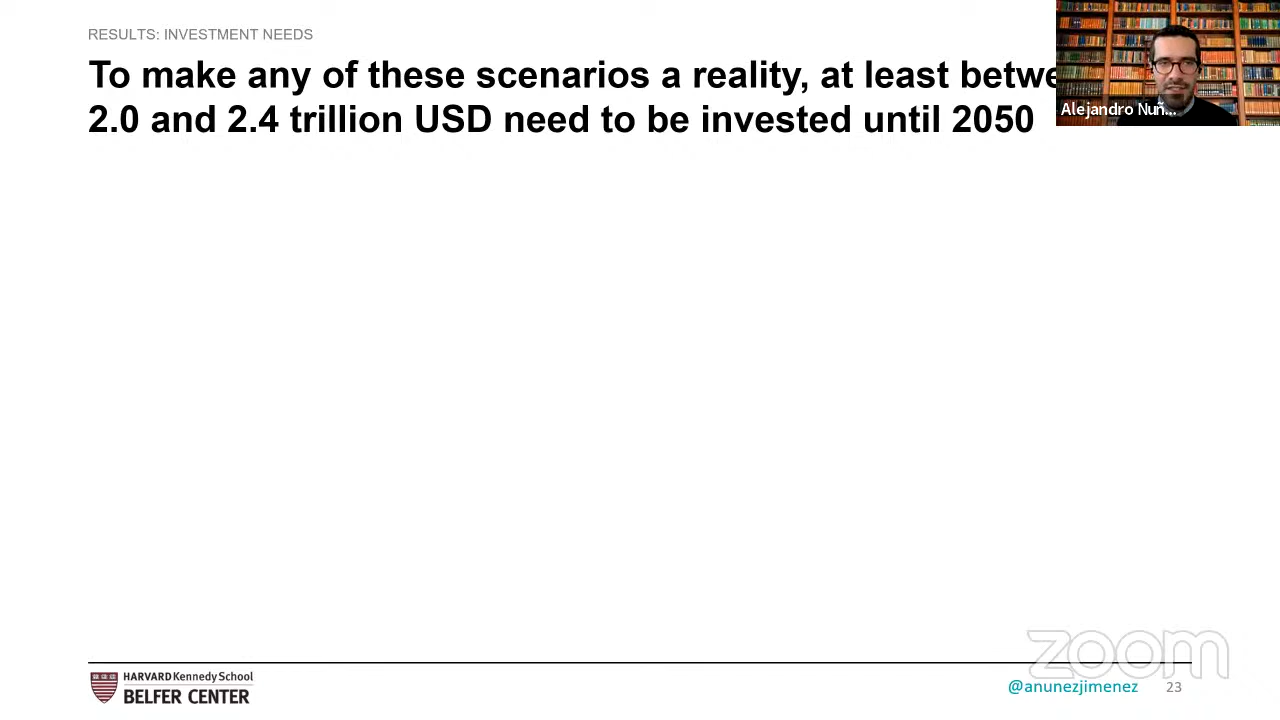 RESULTS: INVESTMENT NEEDS
To make any of these scenarios a reality, at least betwe
2.0 and 2.4 trillion USD need to be invested until 2050
Alejandro Nuñ...
zoom
HARVARD Kennedy School
BELFER CENTER
@anunezjimenez 23